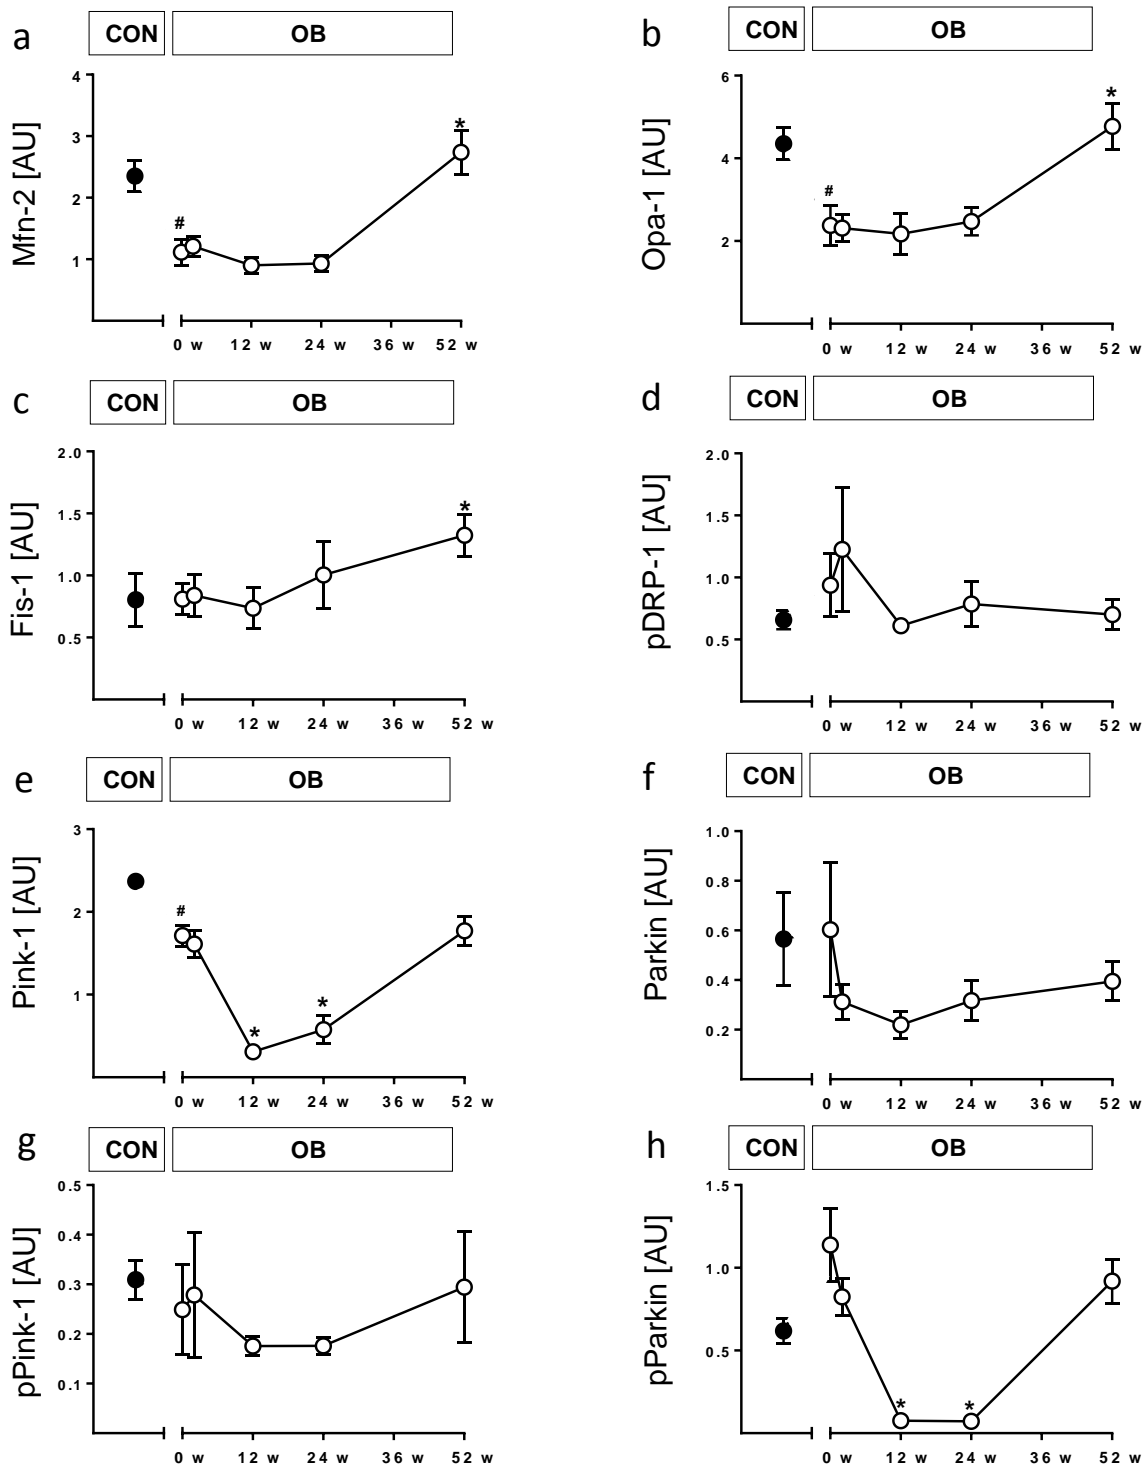 a
CON OB
Mfn-2 [AU]
4
3
2
1
#
*
0 w 12 w 24 w 36 w 52 w
b
CON OB
Opa-1 [AU]
6
4
2
#
*
0 w 12 w 24 w 36 w 52 w
c
CON OB
Fis-1 [AU]
2.0
1.5
1.0
0.5
*
0 w 12 w 24 w 36 w 52 w
d
CON OB
pDRP-1 [AU]
2.0
1.5
1.0
0.5
0 w 12 w 24 w 36 w 52 w
e
CON OB
Pink-1 [AU]
3
2
1
#
* *
0 w 12 w 24 w 36 w 52 w
f
CON OB
Parkin [AU]
1.0
0.8
0.6
0.4
0.2
0 w 12 w 24 w 36 w 52 w
g
CON OB
pPink-1 [AU]
0.5
0.4
0.3
0.2
0.1
0 w 12 w 24 w 36 w 52 w
h
CON OB
pParkin [AU]
1.5
1.0
0.5
* *
0 w 12 w 24 w 36 w 52 w